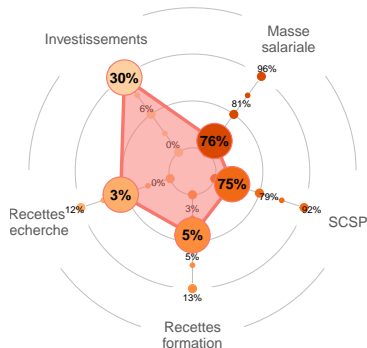 Investissements
Masse
salariale
96%
30%
6%
81%
0%
76%
0%
3%
75%
79%
92%
12%
3%
5%
5%
13%
Recettes
echerche
SCSP
Recettes
formation